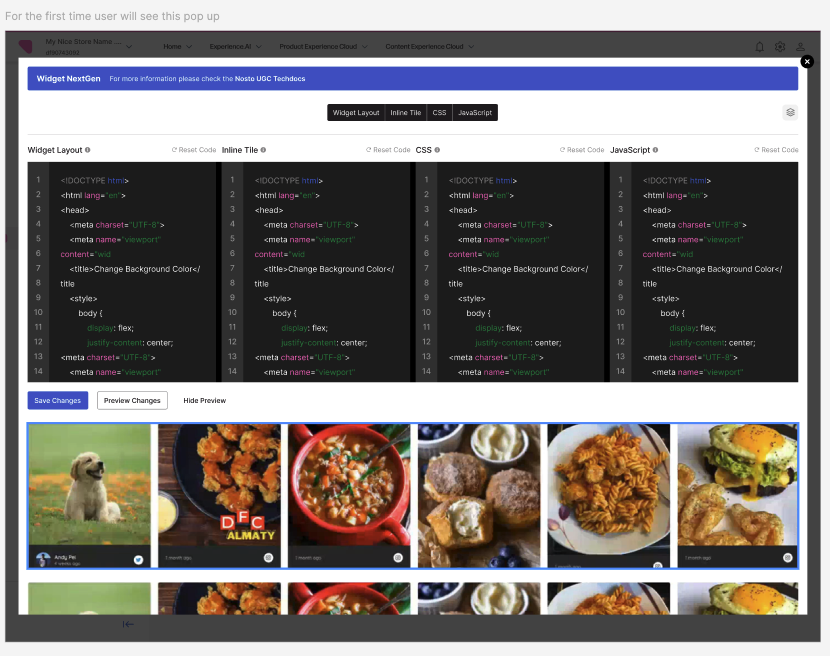 For the first time user will see this pop up
My Nice Store Name ....
Home
Experience.AI
Product Experience Cloud
Content Experience Cloud
Widget NextGen For more information please check the Nosto UGC Techdocs
Widget Layout Inline Tile CSS JavaScript
Widget Layout Reset Code Inline Tile Reset Code CSS Reset Code JavaScript Reset Code
1 <!DOCTYPE html> 1 <!DOCTYPE html> 1 <!DOCTYPE html> 1 <!DOCTYPE html>
2 <html lang="en"> 2 <html lang="en"> 2 <html lang="en"> 2 <html lang="en">
3 <head> 3 <head> 3 <head> 3 <head>
4 <meta charset="UTF-8"> 4 <meta charset="UTF-8"> 4 <meta charset="UTF-8"> 4 <meta charset="UTF-8">
5 <meta name="viewport" 5 <meta name="viewport" 5 <meta name="viewport" 5 <meta name="viewport"
6 content="wid 6 content="wid 6 content="wid 6 content="wid
7 <title>Change Background Color</ 7 <title>Change Background Color</ 7 <title>Change Background Color</ 7 <title>Change Background Color</
8 title 8 title 8 title 8 title
9 <style> 9 <style> 9 <style> 9 <style>
10 body { 10 body { 10 body { 10 body {
11 display: flex; 11 display: flex; 11 display: flex; 11 display: flex;
12 justify-content: center; 12 justify-content: center; 12 justify-content: center; 12 justify-content: center;
13 <meta charset="UTF-8"> 13 <meta charset="UTF-8"> 13 <meta charset="UTF-8"> 13 <meta charset="UTF-8">
14 <meta name="viewport" 14 <meta name="viewport" 14 <meta name="viewport" 14 <meta name="viewport"
Save Changes Preview Changes Hide Preview
DFC
ALMATY
Andy Pei
month ago
1 month ago